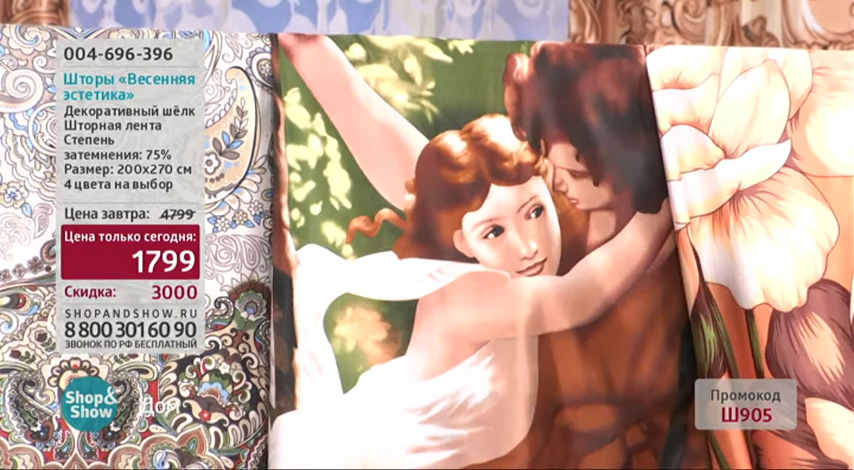 004-696-396
Шторы «Весенняя
эстетика»
Декоративный шёлк
Шторная лента
Степень
затемнения: 75%
Размер: 200х270 см
4 цвета на выбор
Цена завтра: 4799
Цена только сегодня:
1799
Скидка: 3000
SHOPANDSHOW.RU
8 800 301 60 90
ЗВОНОК ПО РФ БЕСПЛАТНЫЙ
Shop&
Show
Дом
Промокод
Ш905